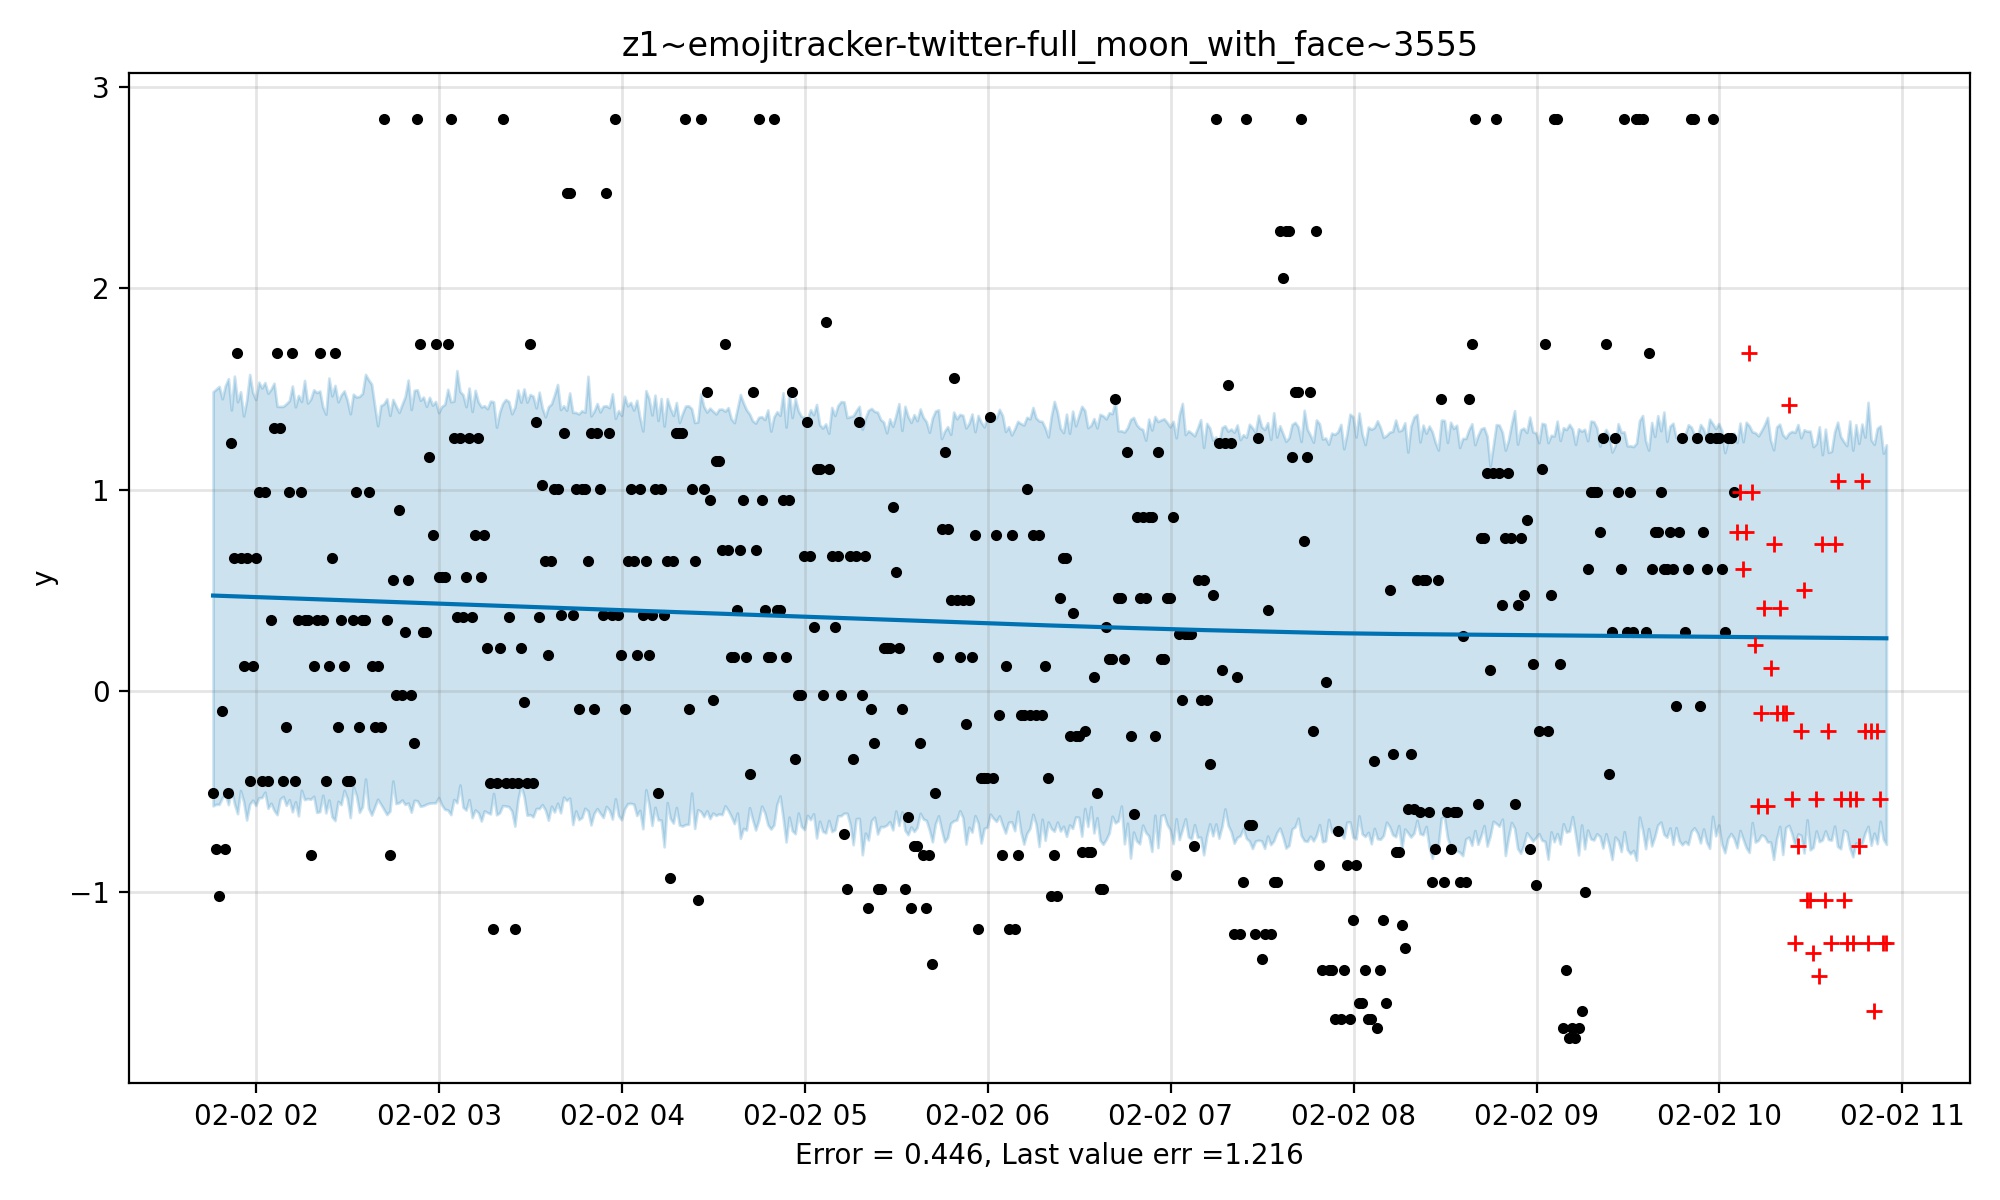 z1~emojitracker-twitter-full_moon_with_face~3555
3
2
1
0
−1
y
02-02 02 02-02 03 02-02 04 02-02 05 02-02 06 02-02 07 02-02 08 02-02 09 02-02 10 02-02 11
Error = 0.446, Last value err =1.216